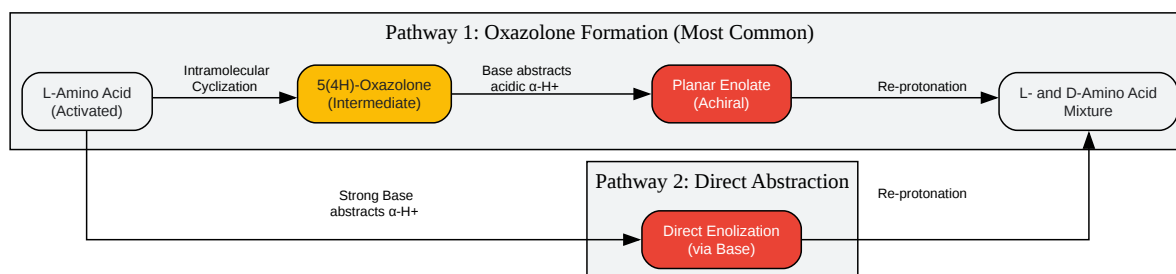 Pathway 1: Oxazolone Formation (Most Common)
L-Amino Acid
(Activated)
Intramolecular
Cyclization
5(4H)-Oxazolone
(Intermediate)
Base abstracts
acidic α-H+
Planar Enolate
(Achiral)
Re-protonation
L- and D-Amino Acid
Mixture
Pathway 2: Direct Abstraction
Strong Base
abstracts α-H+
Direct Enolization
(via Base)
Re-protonation